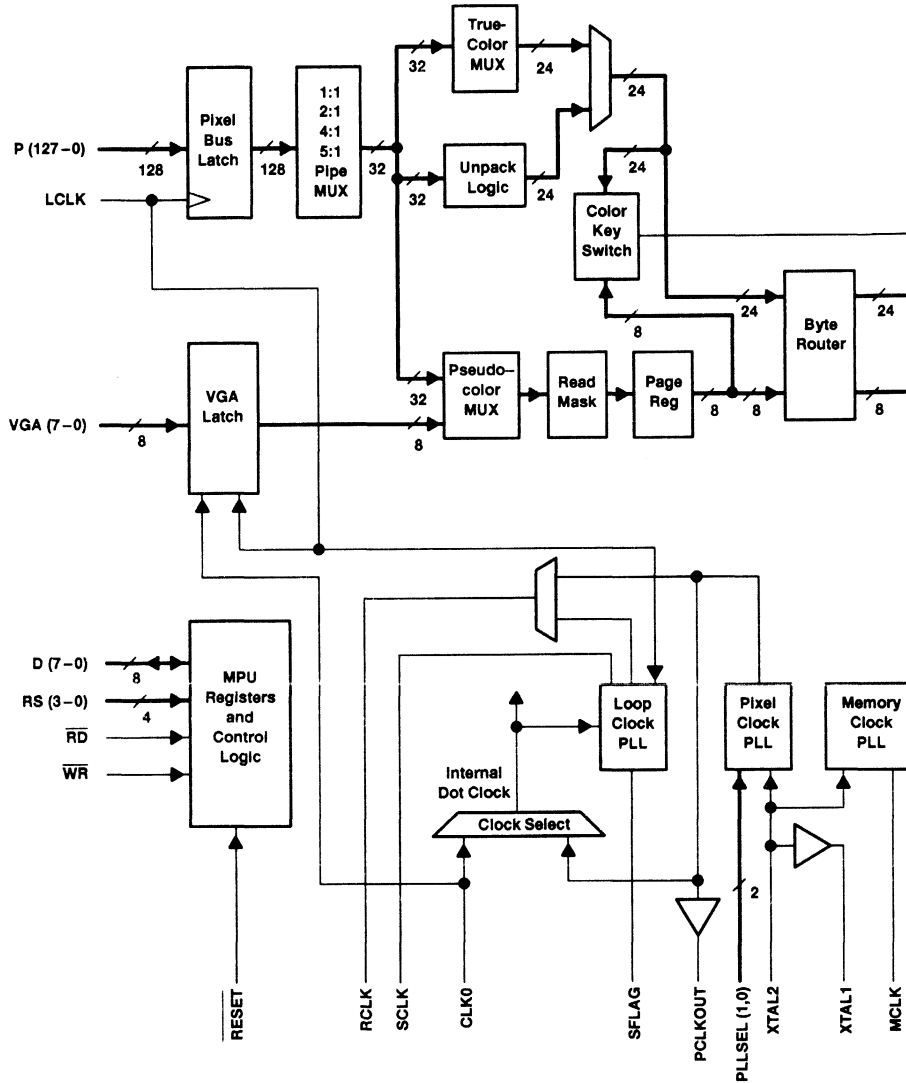 True-
Color
MUX
32
24
24
Pixel
Bus
Latch
1:1
2:1
4:1
5:1
Pipe
MUX
P (127–0)
128
128
32
32
Unpack
Logic
24
24
LCLK
Color
Key
Switch
8
24
24
Byte
Router
VGA
Latch
Pseudo–
color
MUX
32
Read
Mask
Page
Reg
8
8
8
VGA (7–0)
8
8
D (7–0)
8
RS (3–0)
4
RD
WR
MPU
Registers
and
Control
Logic
Loop
Clock
PLL
Pixel
Clock
PLL
Memory
Clock
PLL
Internal
Dot Clock
Clock Select
2
RESET
RCLK
SCLK
CLK0
SFLAG
PCLKOUT
PLLSEL (1,0)
XTAL2
XTAL1
MCLK